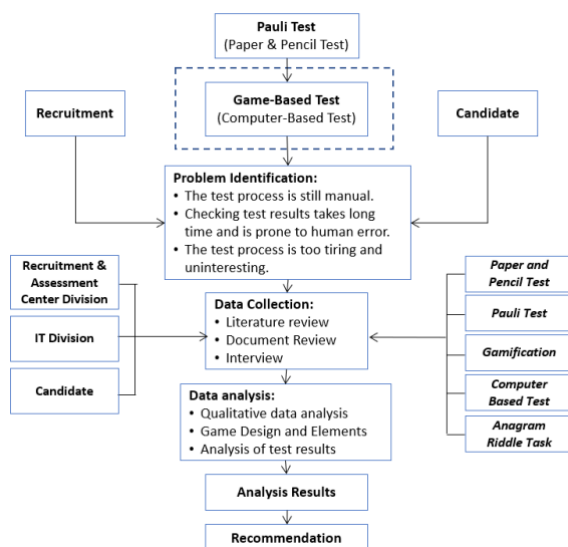 Pauli Test
(Paper & Pencil Test)
Game-Based Test
(Computer-Based Test)
Recruitment
Candidate
Problem Identification:
• The test process is still manual.
• Checking test results takes long
time and is prone to human error.
• The test process is too tiring and
uninteresting.
Recruitment &
Assessment
Center Division
IT Division
Candidate
Data Collection:
• Literature review
• Document Review
• Interview
Paper and
Pencil Test
Pauli Test
Gamification
Computer
Based Test
Anagram
Riddle Task
Data analysis:
• Qualitative data analysis
• Game Design and Elements
• Analysis of test results
Analysis Results
Recommendation